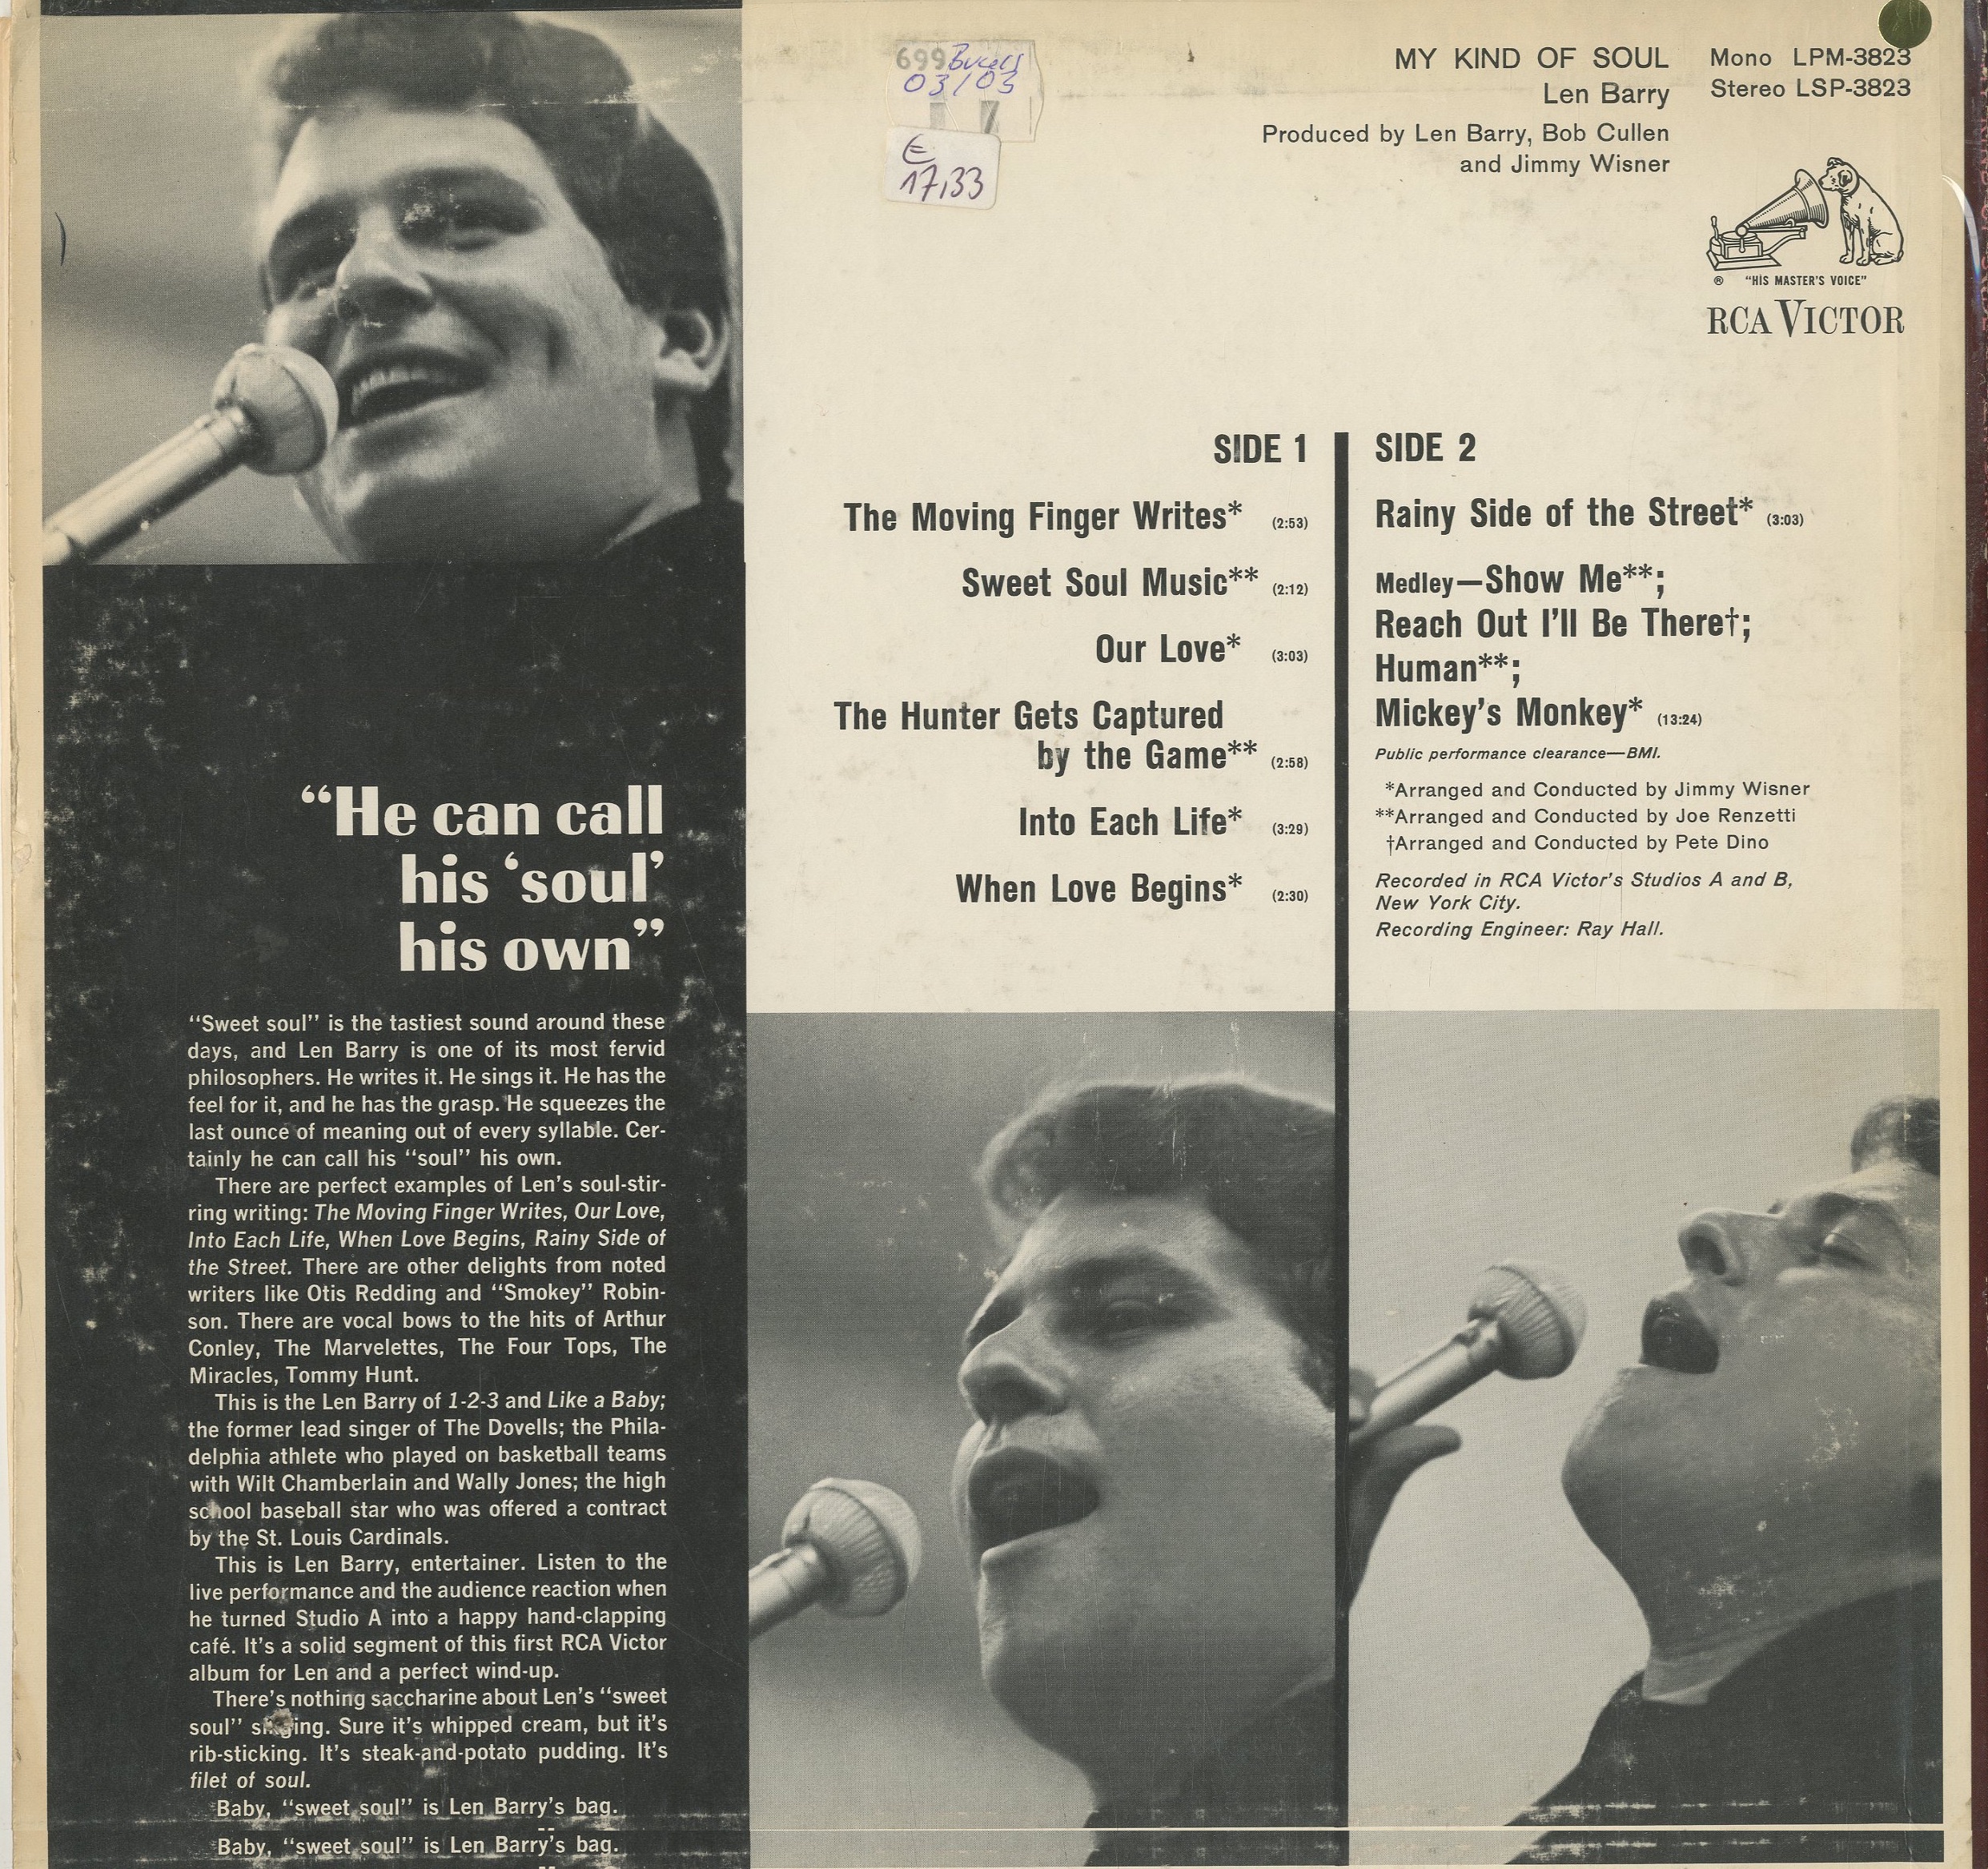 699 Bucels
03/03
€
17,33
MY KIND OF SOUL
Len Barry
Produced by Len Barry, Bob Cullen
and Jimmy Wisner
Mono LPM-3823
Stereo LSP-3823
® “HIS MASTER'S VOICE”
RCA VICTOR
SIDE 1
The Moving Finger Writes* (2:53)
Sweet Soul Music** (2:12)
Our Love* (3:03)
The Hunter Gets Captured
by the Game** (2:58)
Into Each Life* (3:29)
When Love Begins* (2:30)
SIDE 2
Rainy Side of the Street* (3:03)
Medley—Show Me**;
Reach Out I'll Be There†;
Human**;
Mickey's Monkey* (13:24)
Public performance clearance—BMI.
*Arranged and Conducted by Jimmy Wisner
**Arranged and Conducted by Joe Renzetti
†Arranged and Conducted by Pete Dino
Recorded in RCA Victor's Studios A and B,
New York City.
Recording Engineer: Ray Hall.
“He can call
his ‘soul’
his own”
“Sweet soul” is the tastiest sound around these
days, and Len Barry is one of its most fervid
philosophers. He writes it. He sings it. He has the
feel for it, and he has the grasp. He squeezes the
last ounce of meaning out of every syllable. Cer-
tainly he can call his “soul” his own.
There are perfect examples of Len's soul-stir-
ring writing: The Moving Finger Writes, Our Love,
Into Each Life, When Love Begins, Rainy Side of
the Street. There are other delights from noted
writers like Otis Redding and “Smokey” Robin-
son. There are vocal bows to the hits of Arthur
Conley, The Marvelettes, The Four Tops, The
Miracles, Tommy Hunt.
This is the Len Barry of 1-2-3 and Like a Baby;
the former lead singer of The Dovells; the Phila-
delphia athlete who played on basketball teams
with Wilt Chamberlain and Wally Jones; the high
school baseball star who was offered a contract
by the St. Louis Cardinals.
This is Len Barry, entertainer. Listen to the
live performance and the audience reaction when
he turned Studio A into a happy hand-clapping
café. It's a solid segment of this first RCA Victor
album for Len and a perfect wind-up.
There's nothing saccharine about Len's “sweet
soul” singing. Sure it's whipped cream, but it's
rib-sticking. It's steak-and-potato pudding. It's
filet of soul.
Baby, “sweet soul” is Len Barry's bag.
Baby, “sweet soul” is Len Barry's bag.